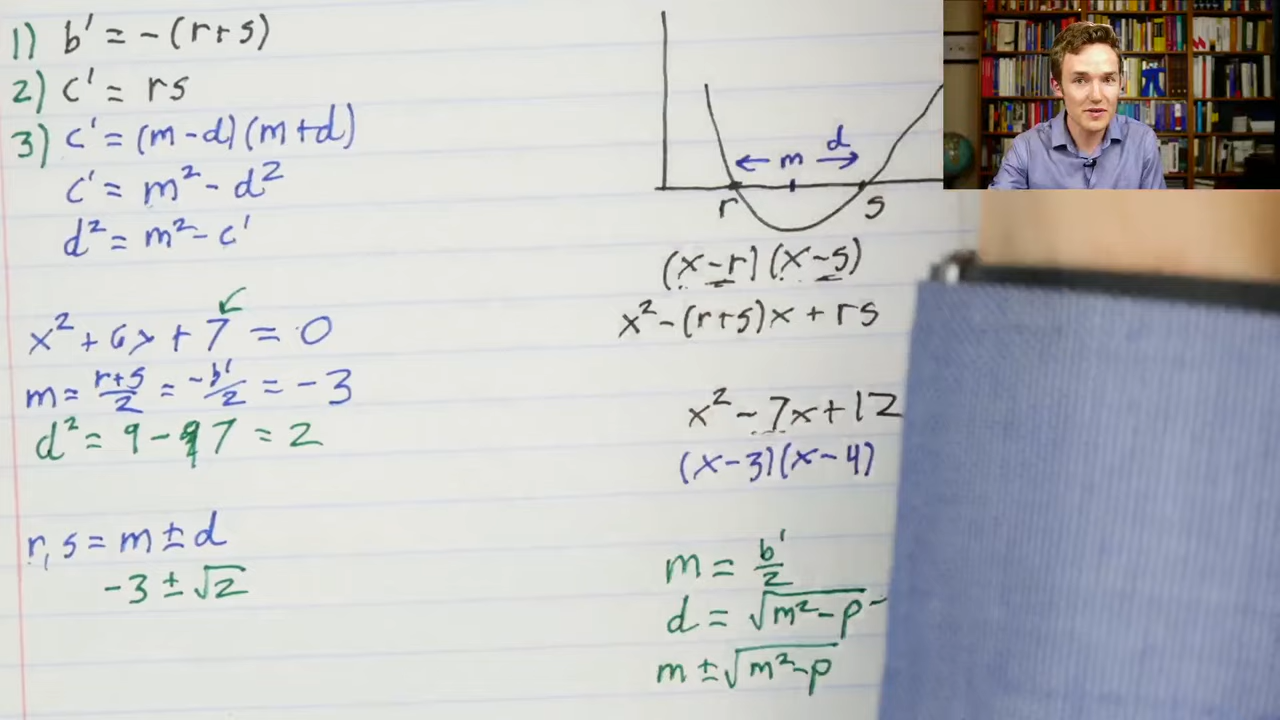 1) b' = -(r+s)
2) c' = rs
3) c' = (m-d)(m+d)
c' = m² - d²
d² = m² - c'
x² + 6x + 7 = 0
m = r+s/2 = -b'/2 = -3
d² = 9 - 7 = 2
r, s = m ± d
-3 ± √2
m d
r s
(x-r)(x-s)
x² - (r+s)x + rs
x² - 7x + 12
(x-3)(x-4)
m = b'/2
d = √m²-p
m ± √m²-p